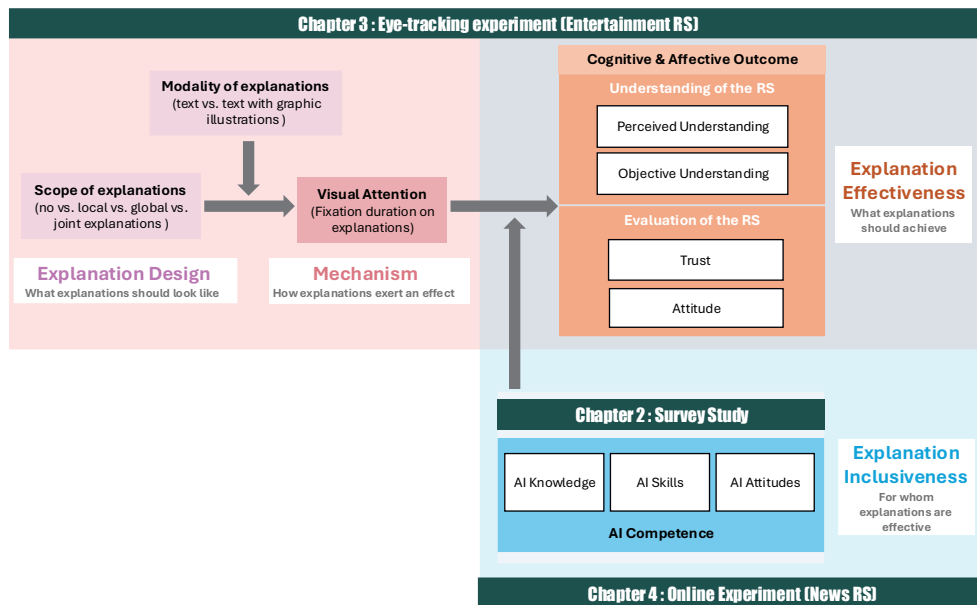 Chapter 3 : Eye-tracking experiment (Entertainment RS)
Modality of explanations
(text vs. text with graphic
illustrations )
Scope of explanations
(no vs. local vs. global vs.
joint explanations )
Visual Attention
(Fixation duration on
explanations)
Explanation Design
What explanations should look like
Mechanism
How explanations exert an effect
Cognitive & Affective Outcome
Understanding of the RS
Perceived Understanding
Objective Understanding
Evaluation of the RS
Trust
Attitude
Explanation
Effectiveness
What explanations
should achieve
Chapter 2 : Survey Study
AI Knowledge
AI Skills
AI Attitudes
AI Competence
Explanation
Inclusiveness
For whom
explanations are
effective
Chapter 4 : Online Experiment (News RS)